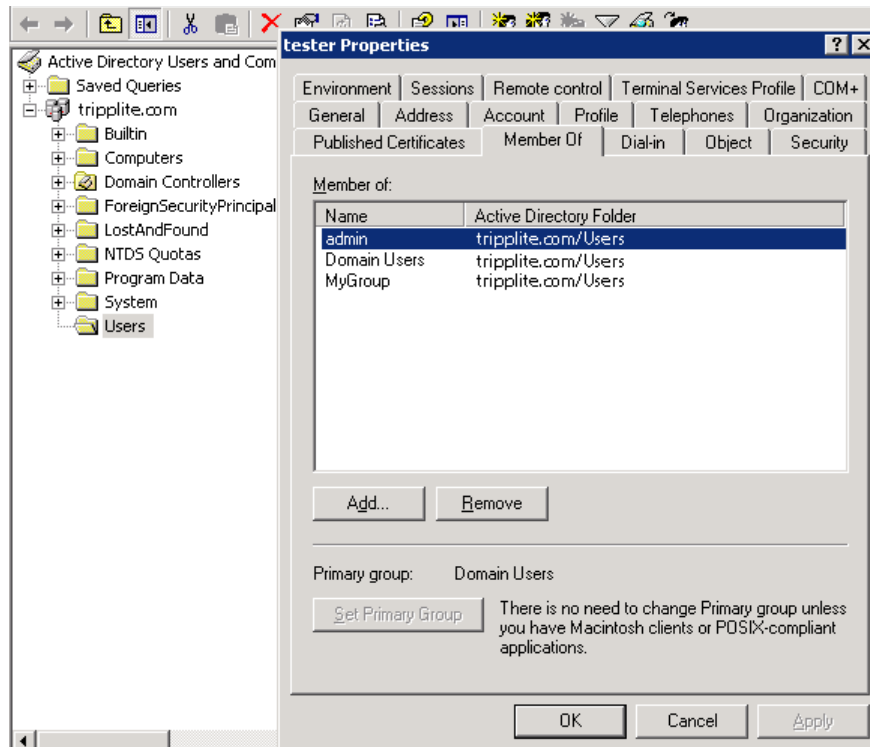 tester Properties
Active Directory Users and Com
Saved Queries
tripplite.com
Builtin
Computers
Domain Controllers
ForeignSecurityPrincipal
LostAndFound
NTDS Quotas
Program Data
System
Users
Environment Sessions Remote control Terminal Services Profile COM+
General Address Account Profile Telephones Organization
Published Certificates Member Of Dial-in Object Security
Member of:
Name Active Directory Folder
admin tripplite.com/Users
Domain Users tripplite.com/Users
MyGroup tripplite.com/Users
Add... Remove
Primary group: Domain Users
Set Primary Group
There is no need to change Primary group unless
you have Macintosh clients or POSIX-compliant
applications.
OK Cancel Apply